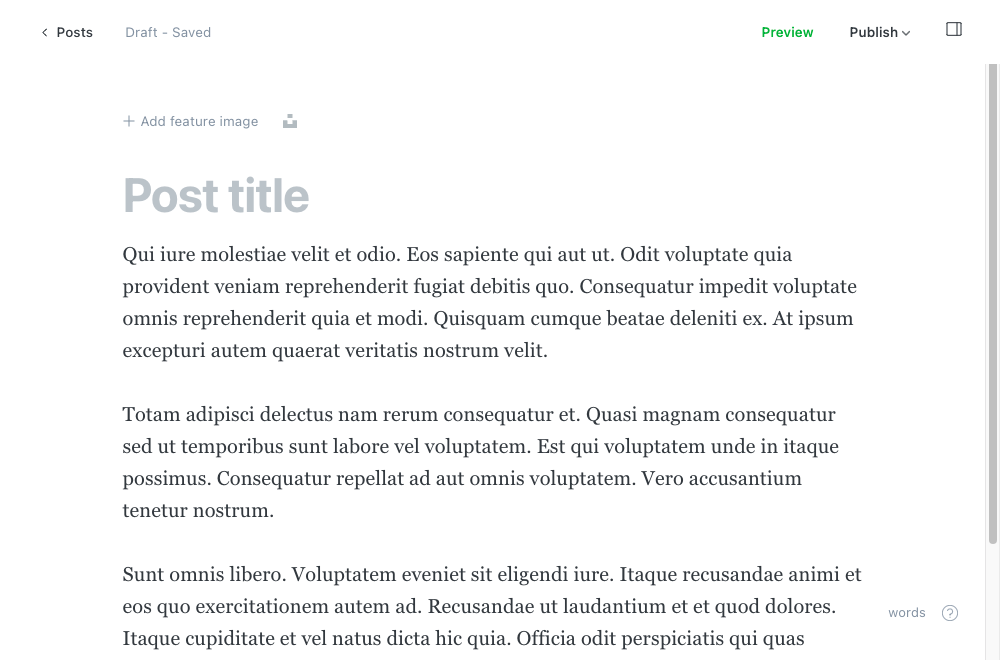 Posts
Draft - Saved
Preview
Publish
Add feature image
Post title
Qui iure molestiae velit et odio. Eos sapiente qui aut ut. Odit voluptate quia
provident veniam reprehenderit fugiat debitis quo. Consequatur impedit voluptate
omnis reprehenderit quia et modi. Quisquam cumque beatae deleniti ex. At ipsum
excepturi autem quaerat veritatis nostrum velit.
Totam adipisci delectus nam rerum consequatur et. Quasi magnam consequatur
sed ut temporibus sunt labore vel voluptatem. Est qui voluptatem unde in itaque
possimus. Consequatur repellat ad aut omnis voluptatem. Vero accusantium
tenetur nostrum.
Sunt omnis libero. Voluptatem eveniet sit eligendi iure. Itaque recusandae animi et
eos quo exercitationem autem ad. Recusandae ut laudantium et et quod dolores.
Itaque cupiditate et vel natus dicta hic quia. Officia odit perspiciatis qui quas
words